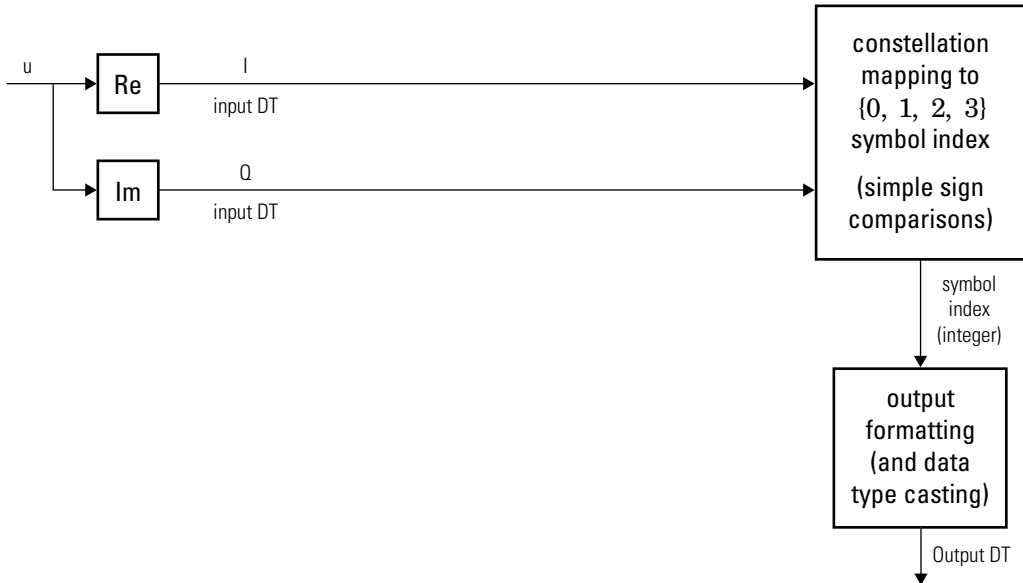 u
Re
I
input DT
Im
Q
input DT
constellation
mapping to
{0, 1, 2, 3}
symbol index
(simple sign
comparisons)
symbol
index
(integer)
output
formatting
(and data
type casting)
Output DT